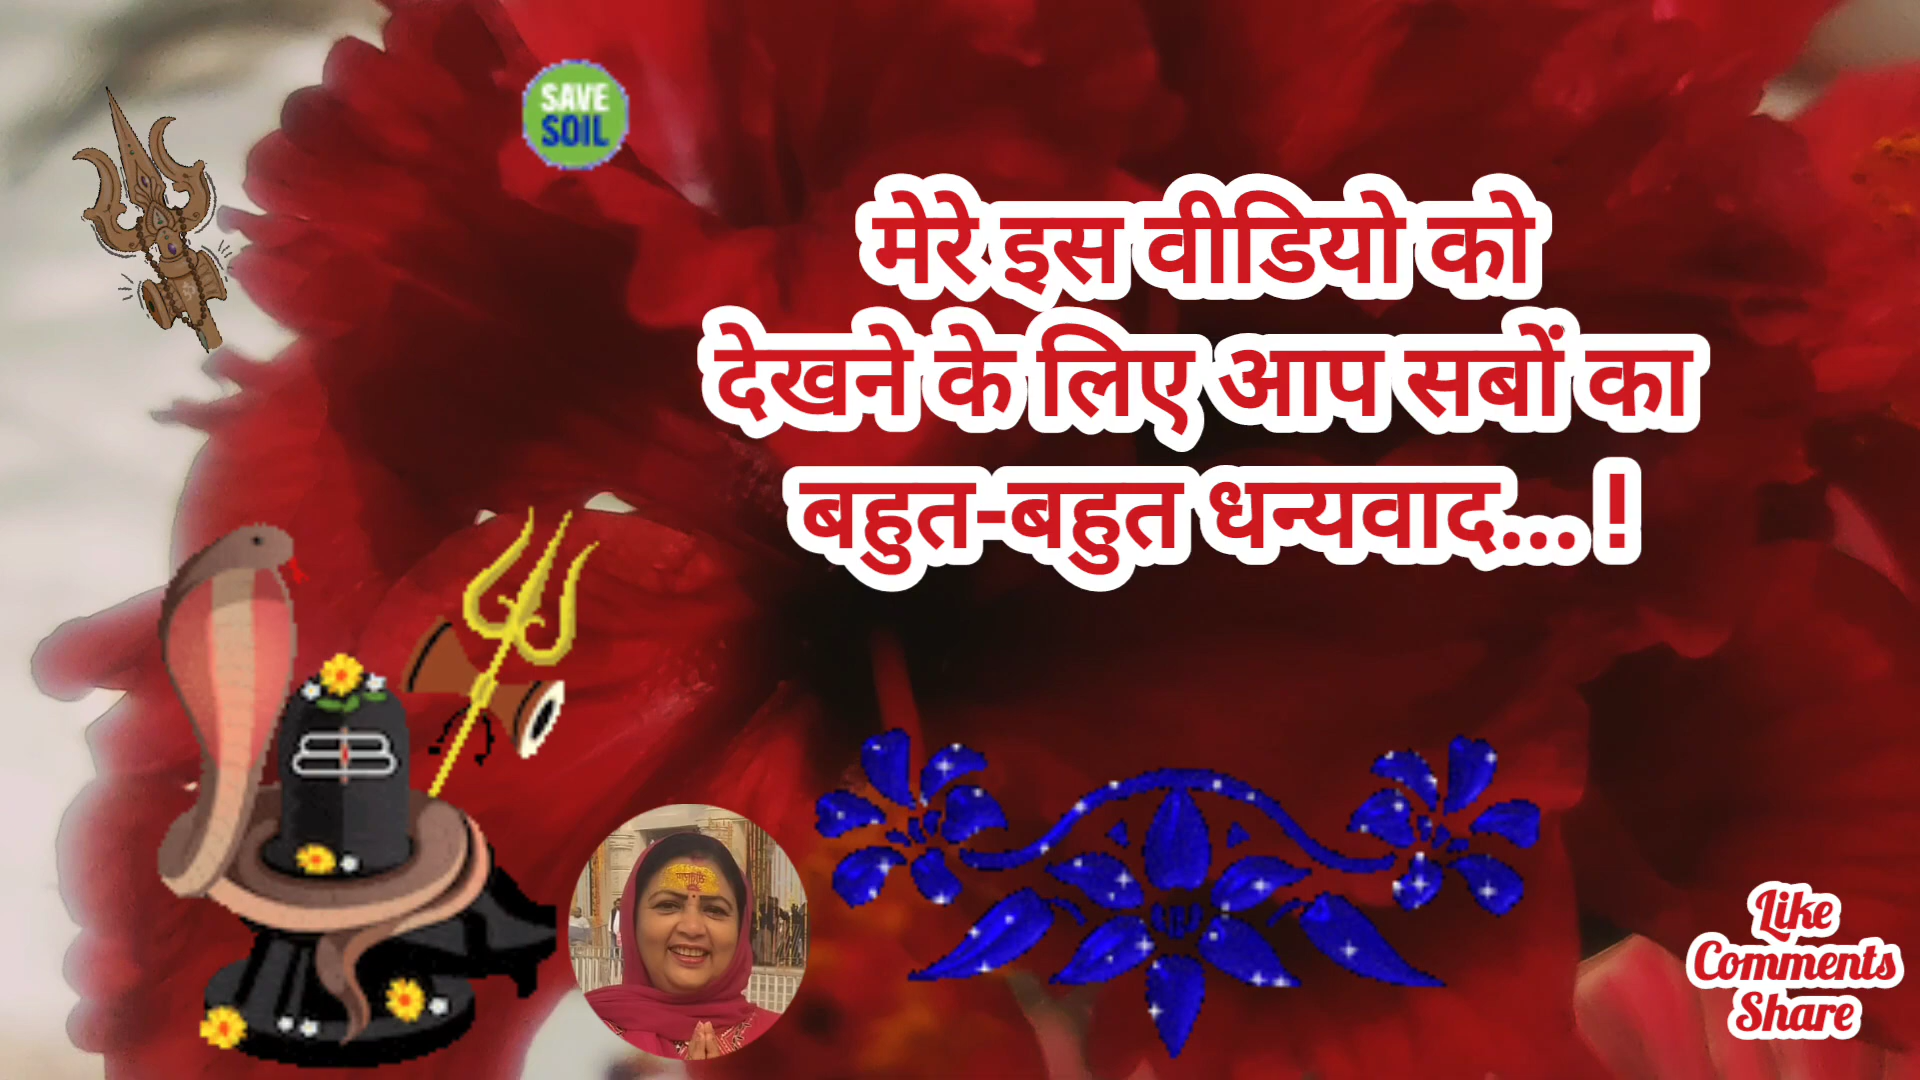 SAVE
SOIL
मेरे इस वीडियो को
देखने के लिए आप सबों का
बहुत-बहुत धन्यवाद...!
Like
Comments
Share